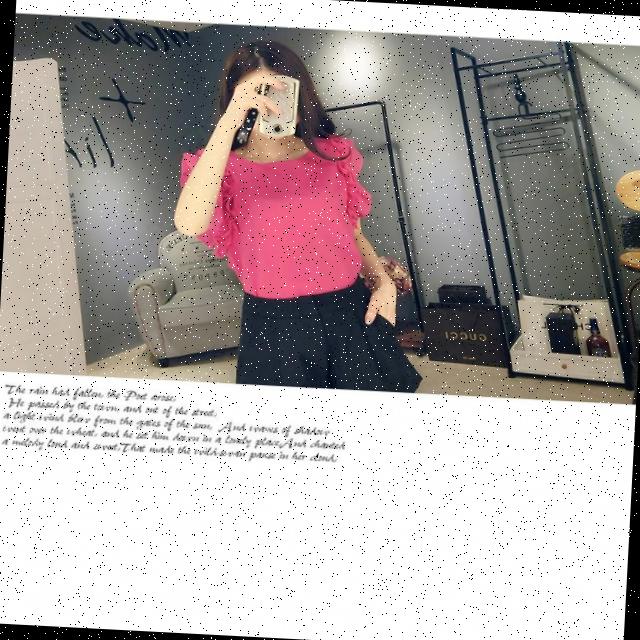 make
+
GUCCI
The rain had fallen, the Poet arose.
He passed by the town and out of the street.
a light wind blew from the gates of the sun, And waves of shadow
went over the wheat. and he sat him down in a lonely place, And chanted
a melody loud and sweet, That made the wild-swan pause in her cloud